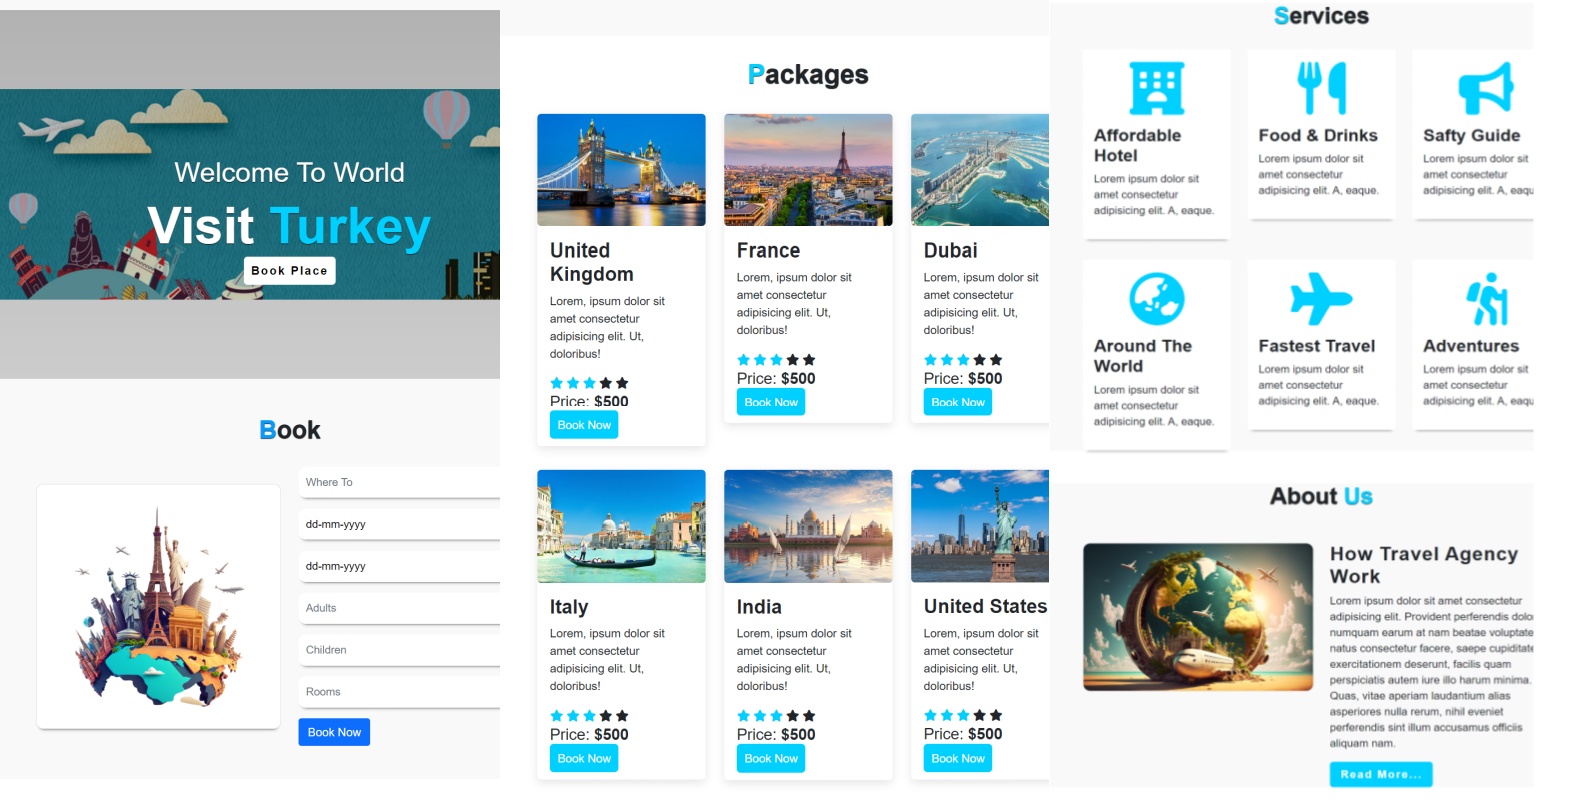 Welcome To World
Visit Turkey
Book Place
Book
Where To
dd-mm-yyyy
dd-mm-yyyy
Adults
Children
Rooms
Book Now
Packages
United
Kingdom
Lorem, ipsum dolor sit
amet consectetur
adipisicing elit. Ut,
doloribus!
Price: $500
Book Now
France
Lorem, ipsum dolor sit
amet consectetur
adipisicing elit. Ut,
doloribus!
Price: $500
Book Now
Dubai
Lorem, ipsum dolor sit
amet consectetur
adipisicing elit. Ut,
doloribus!
Price: $500
Book Now
Italy
Lorem, ipsum dolor sit
amet consectetur
adipisicing elit. Ut,
doloribus!
Price: $500
Book Now
India
Lorem, ipsum dolor sit
amet consectetur
adipisicing elit. Ut,
doloribus!
Price: $500
Book Now
United States
Lorem, ipsum dolor sit
amet consectetur
adipisicing elit. Ut,
doloribus!
Price: $500
Book Now
Services
Affordable
Hotel
Lorem ipsum dolor sit
amet consectetur
adipisicing elit. A, eaque.
Food & Drinks
Lorem ipsum dolor sit
amet consectetur
adipisicing elit. A, eaque.
Safty Guide
Lorem ipsum dolor sit
amet consectetur
adipisicing elit. A, eaqu
Around The
World
Lorem ipsum dolor sit
amet consectetur
adipisicing elit. A, eaque.
Fastest Travel
Lorem ipsum dolor sit
amet consectetur
adipisicing elit. A, eaque.
Adventures
Lorem ipsum dolor sit
amet consectetur
adipisicing elit. A, eaqu
About Us
How Travel Agency
Work
Lorem ipsum dolor sit amet consectetur
adipisicing elit. Provident perferendis dolor
numquam earum at nam beatae voluptate
natus consectetur facere, saepe cupiditate
exercitationem deserunt, facilis quam
perspiciatis autem iure illo harum minima.
Quas, vitae aperiam laudantium alias
asperiores nulla rerum, nihil eveniet
perferendis sint illum accusamus officiis
aliquam nam.
Read More...